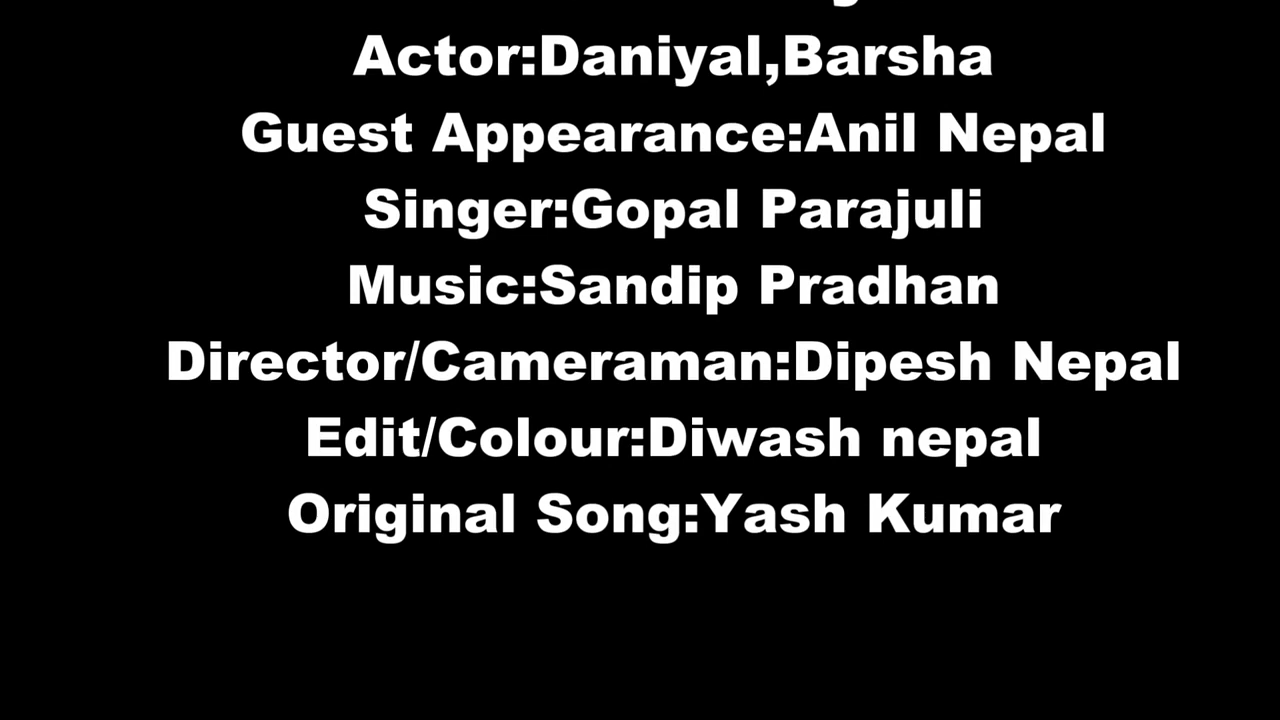 Actor:Daniyal,Barsha
Guest Appearance:Anil Nepal
Singer:Gopal Parajuli
Music:Sandip Pradhan
Director/Cameraman:Dipesh Nepal
Edit/Colour:Diwash nepal
Original Song:Yash Kumar